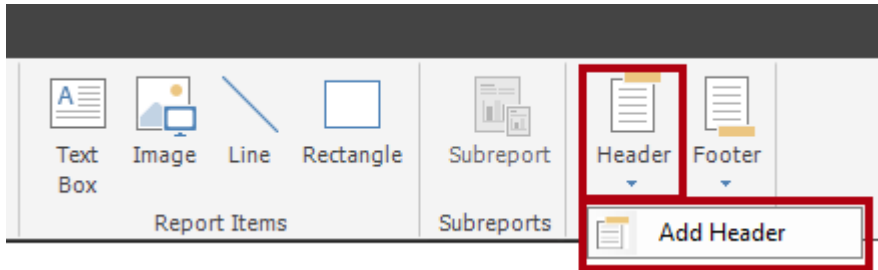 A
Text Box
Image
Line
Rectangle
Subreport
Header
Footer
Report Items
Subreports
Add Header